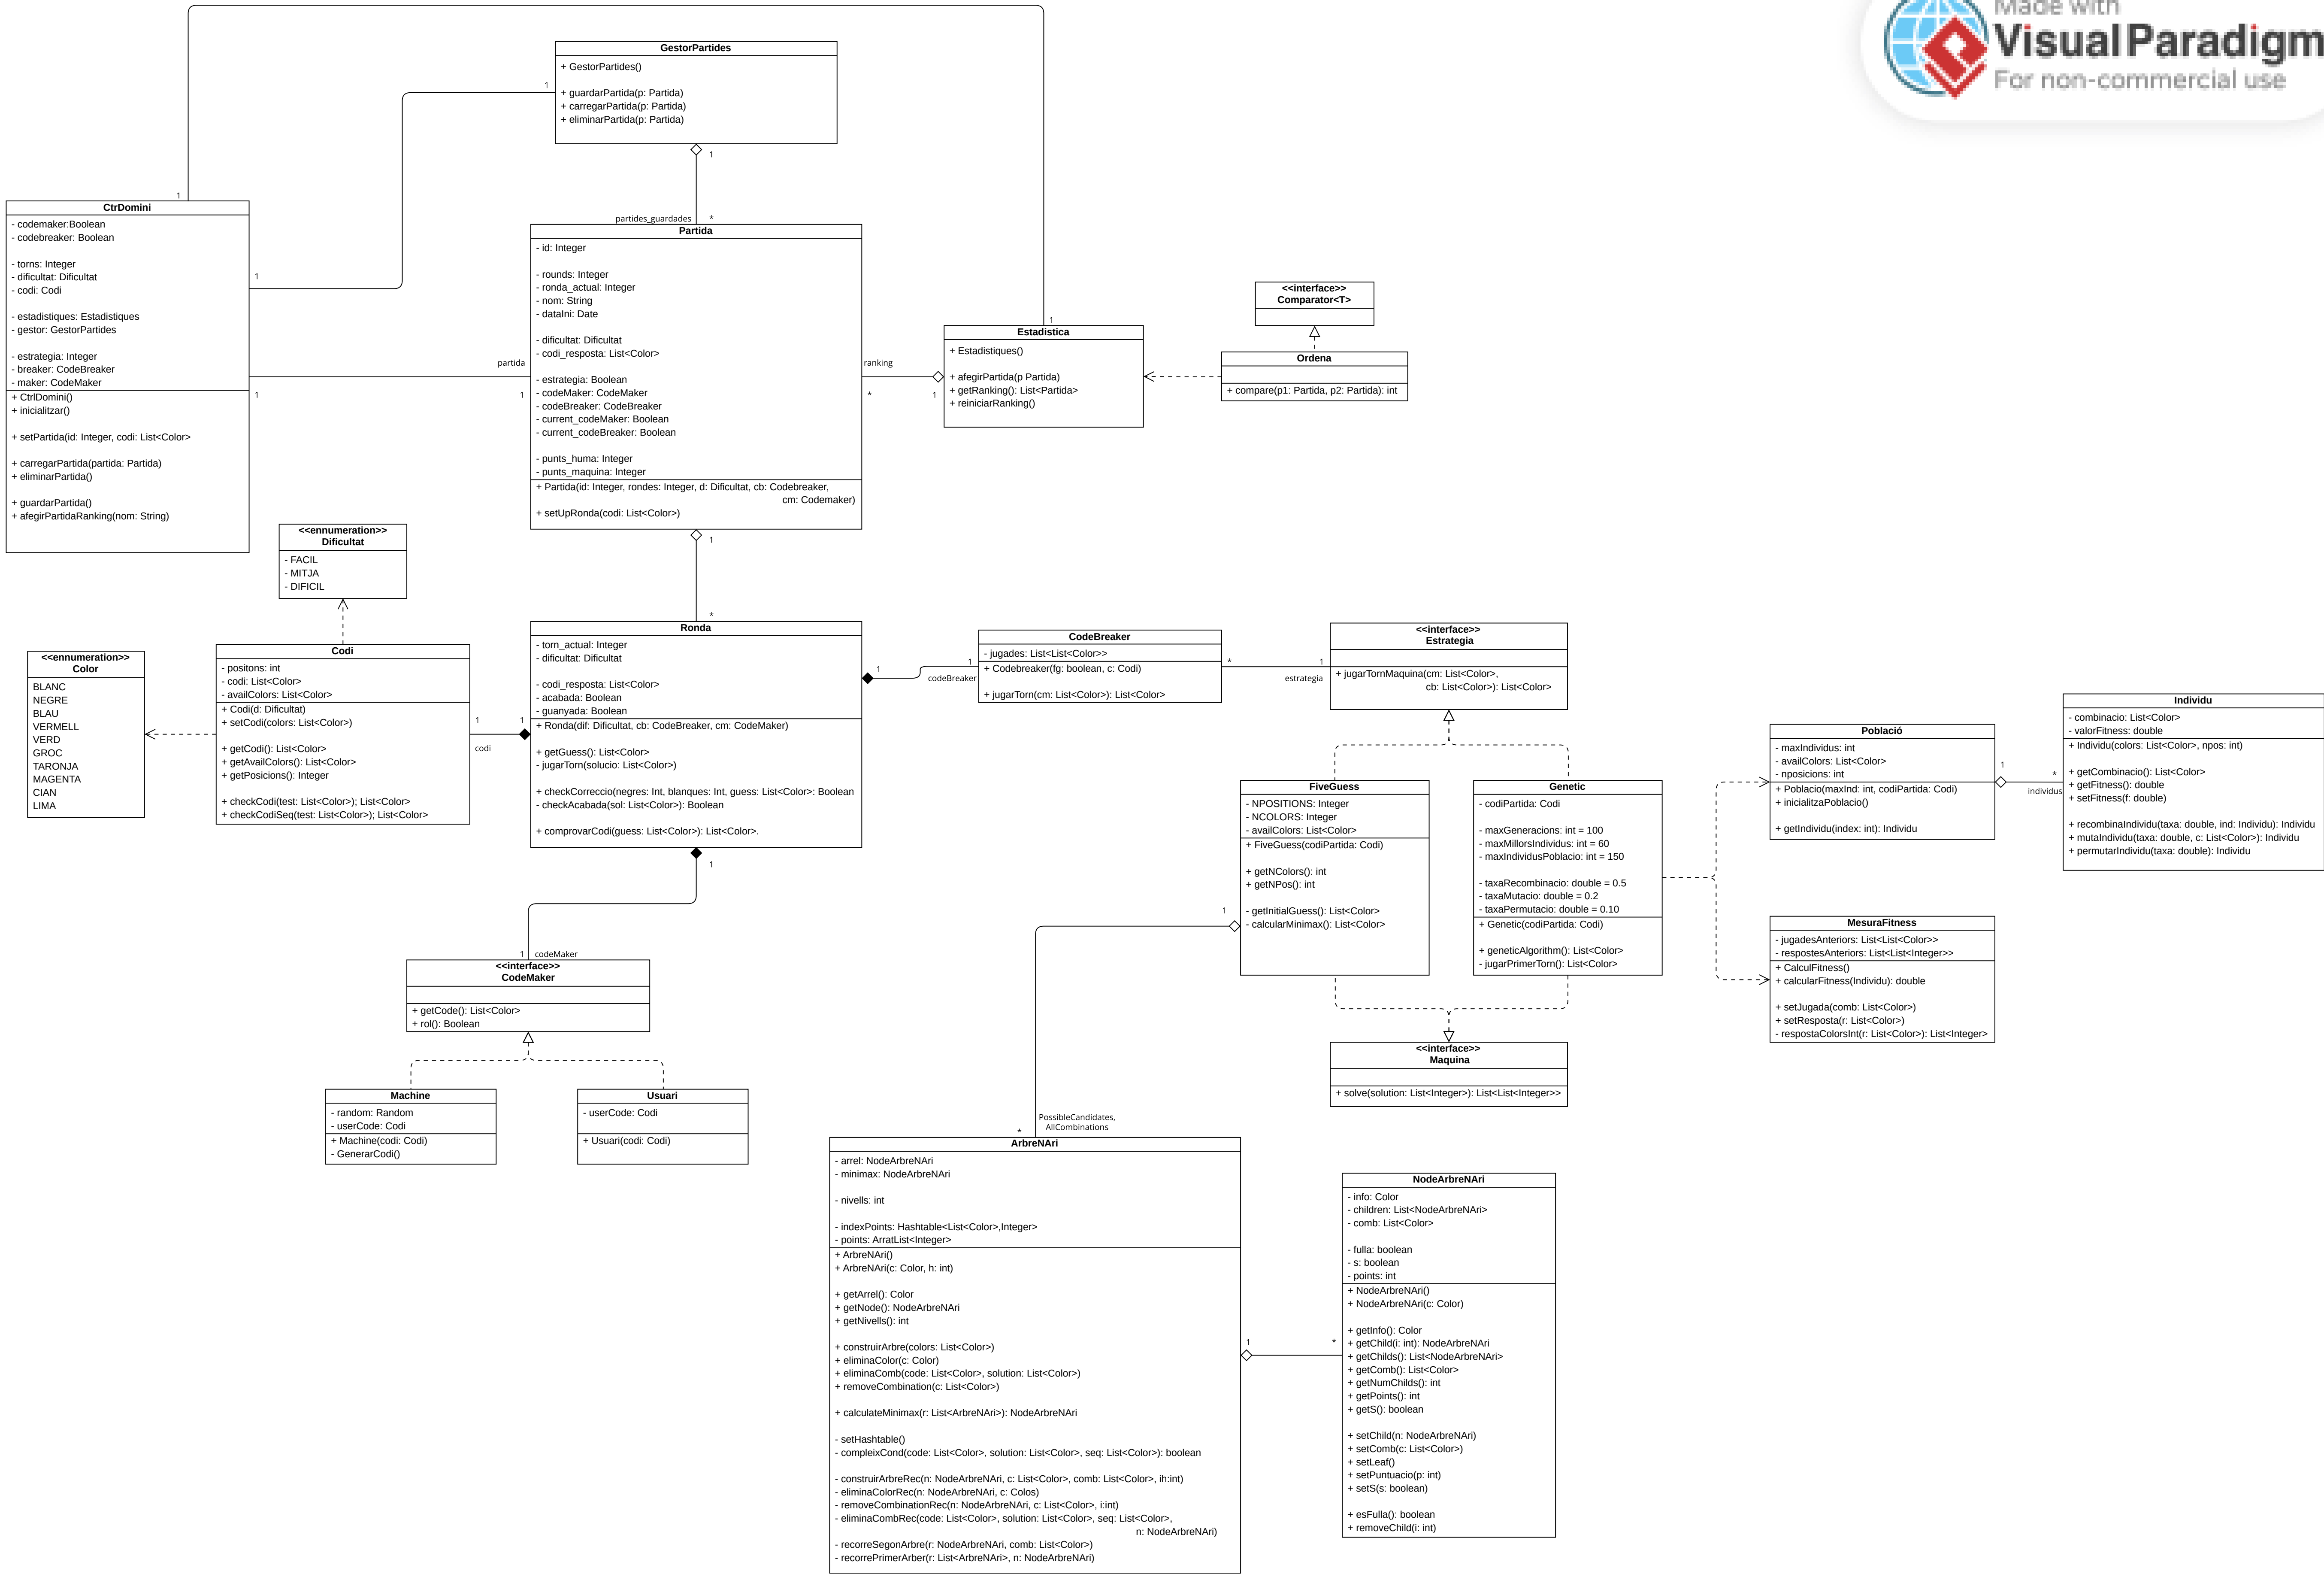 Made with
Visual Paradigm
For non-commercial use
GestorPartides
+ GestorPartides()
+ guardarPartida(p: Partida)
+ carregarPartida(p: Partida)
+ eliminarPartida(p: Partida)
1
1
partides_guardades
*
1
CtrDomini
- codemaker:Boolean
- codebreaker: Boolean
- torns: Integer
- dificultat: Dificultat
- codi: Codi
- estadistiques: Estadistiques
- gestor: GestorPartides
- estrategia: Integer
- breaker: CodeBreaker
- maker: CodeMaker
+ CtrlDomini()
+ inicialitzar()
+ setPartida(id: Integer, codi: List<Color>
+ carregarPartida(partida: Partida)
+ eliminarPartida()
+ guardarPartida()
+ afegirPartidaRanking(nom: String)
1
1
partida
1
Partida
- id: Integer
- rounds: Integer
- ronda_actual: Integer
- nom: String
- dataIni: Date
- dificultat: Dificultat
- codi_resposta: List<Color>
- estrategia: Boolean
- codeMaker: CodeMaker
- codeBreaker: CodeBreaker
- current_codeMaker: Boolean
- current_codeBreaker: Boolean
- punts_huma: Integer
- punts_maquina: Integer
+ Partida(id: Integer, rondes: Integer, d: Dificultat, cb: Codebreaker,
cm: Codemaker)
+ setUpRonda(codi: List<Color>)
ranking
*
1
1
Estadistica
+ Estadistiques()
+ afegirPartida(p Partida)
+ getRanking(): List<Partida>
+ reiniciarRanking()
<<interface>>
Comparator<T>
Ordena
+ compare(p1: Partida, p2: Partida): int
<<ennumeration>>
Dificultat
- FACIL
- MITJA
- DIFICIL
1
*
<<ennumeration>>
Color
BLANC
NEGRE
BLAU
VERMELL
VERD
GROC
TARONJA
MAGENTA
CIAN
LIMA
Codi
- positons: int
- codi: List<Color>
- availColors: List<Color>
+ Codi(d: Dificultat)
+ setCodi(colors: List<Color>)
+ getCodi(): List<Color>
+ getAvailColors(): List<Color>
+ getPosicions(): Integer
+ checkCodi(test: List<Color>); List<Color>
+ checkCodiSeq(test: List<Color>); List<Color>
1
1
codi
Ronda
- torn_actual: Integer
- dificultat: Dificultat
- codi_resposta: List<Color>
- acabada: Boolean
- guanyada: Boolean
+ Ronda(dif: Dificultat, cb: CodeBreaker, cm: CodeMaker)
+ getGuess(): List<Color>
- jugarTorn(solucio: List<Color>)
+ checkCorreccio(negres: Int, blanques: Int, guess: List<Color>: Boolean
- checkAcabada(sol: List<Color>): Boolean
+ comprovarCodi(guess: List<Color>): List<Color>.
1
1
codeBreaker
CodeBreaker
- jugades: List<List<Color>>
+ Codebreaker(fg: boolean, c: Codi)
+ jugarTorn(cm: List<Color>): List<Color>
*
1
estrategia
<<interface>>
Estrategia
+ jugarTornMaquina(cm: List<Color>,
cb: List<Color>): List<Color>
FiveGuess
- NPOSITIONS: Integer
- NCOLORS: Integer
- availColors: List<Color>
+ FiveGuess(codiPartida: Codi)
+ getNColors(): int
+ getNPos(): int
- getInitialGuess(): List<Color>
- calcularMinimax(): List<Color>
1
Genetic
- codiPartida: Codi
- maxGeneracions: int = 100
- maxMillorsIndividus: int = 60
- maxIndividusPoblacio: int = 150
- taxaRecombinacio: double = 0.5
- taxaMutacio: double = 0.2
- taxaPermutacio: double = 0.10
+ Genetic(codiPartida: Codi)
+ geneticAlgorithm(): List<Color>
- jugarPrimerTorn(): List<Color>
Població
- maxIndividus: int
- availColors: List<Color>
- nposicions: int
+ Poblacio(maxInd: int, codiPartida: Codi)
+ inicialitzaPoblacio()
+ getIndividu(index: int): Individu
1
*
individus
Individu
- combinacio: List<Color>
- valorFitness: double
+ Individu(colors: List<Color>, npos: int)
+ getCombinacio(): List<Color>
+ getFitness(): double
+ setFitness(f: double)
+ recombinaIndividu(taxa: double, ind: Individu): Individu
+ mutaIndividu(taxa: double, c: List<Color>): Individu
+ permutarIndividu(taxa: double): Individu
MesuraFitness
- jugadesAnteriors: List<List<Color>>
- respostesAnteriors: List<List<Integer>>
+ CalculFitness()
+ calcularFitness(Individu): double
+ setJugada(comb: List<Color>)
+ setResposta(r: List<Color>)
- respostaColorsInt(r: List<Color>): List<Integer>
1
1
codeMaker
<<interface>>
CodeMaker
+ getCode(): List<Color>
+ rol(): Boolean
<<interface>>
Maquina
+ solve(solution: List<Integer>): List<List<Integer>>
Machine
- random: Random
- userCode: Codi
+ Machine(codi: Codi)
- GenerarCodi()
Usuari
- userCode: Codi
+ Usuari(codi: Codi)
PossibleCandidates,
AllCombinations
*
ArbreNAri
- arrel: NodeArbreNAri
- minimax: NodeArbreNAri
- nivells: int
- indexPoints: Hashtable<List<Color>,Integer>
- points: ArratList<Integer>
+ ArbreNAri()
+ ArbreNAri(c: Color, h: int)
+ getArrel(): Color
+ getNode(): NodeArbreNAri
+ getNivells(): int
+ construirArbre(colors: List<Color>)
+ eliminaColor(c: Color)
+ eliminaComb(code: List<Color>, solution: List<Color>)
+ removeCombination(c: List<Color>)
+ calculateMinimax(r: List<ArbreNAri>): NodeArbreNAri
- setHashtable()
- compleixCond(code: List<Color>, solution: List<Color>, seq: List<Color>): boolean
- construirArbreRec(n: NodeArbreNAri, c: List<Color>, comb: List<Color>, ih:int)
- eliminaColorRec(n: NodeArbreNAri, c: Colos)
- removeCombinationRec(n: NodeArbreNAri, c: List<Color>, i:int)
- eliminaCombRec(code: List<Color>, solution: List<Color>, seq: List<Color>,
n: NodeArbreNAri)
- recorreSegonArbre(r: NodeArbreNAri, comb: List<Color>)
- recorrePrimerArber(r: List<ArbreNAri>, n: NodeArbreNAri)
1
*
NodeArbreNAri
- info: Color
- children: List<NodeArbreNAri>
- comb: List<Color>
- fulla: boolean
- s: boolean
- points: int
+ NodeArbreNAri()
+ NodeArbreNAri(c: Color)
+ getInfo(): Color
+ getChild(i: int): NodeArbreNAri
+ getChilds(): List<NodeArbreNAri>
+ getComb(): List<Color>
+ getNumChilds(): int
+ getPoints(): int
+ getS(): boolean
+ setChild(n: NodeArbreNAri)
+ setComb(c: List<Color>)
+ setLeaf()
+ setPuntuacio(p: int)
+ setS(s: boolean)
+ esFulla(): boolean
+ removeChild(i: int)